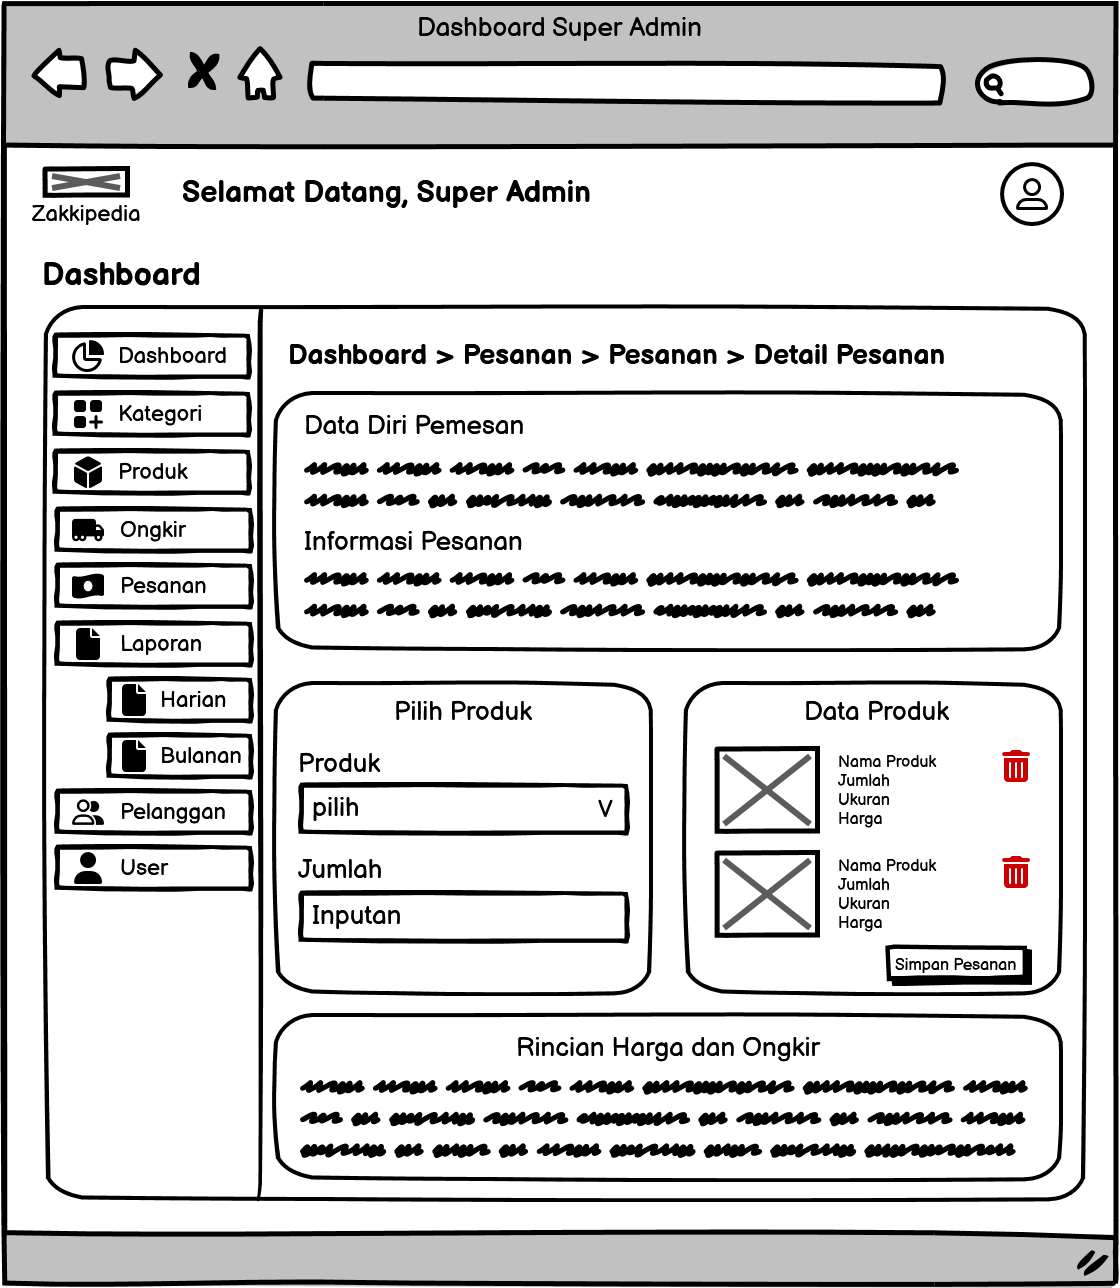 Dashboard Super Admin
Zakkipedia
Selamat Datang, Super Admin
Dashboard
Dashboard
Kategori
Produk
Ongkir
Pesanan
Laporan
Harian
Bulanan
Pelanggan
User
Dashboard > Pesanan > Pesanan > Detail Pesanan
Data Diri Pemesan
Informasi Pesanan
Pilih Produk
Produk
pilih V
Jumlah
Inputan
Data Produk
Nama Produk
Jumlah
Ukuran
Harga
Nama Produk
Jumlah
Ukuran
Harga
Simpan Pesanan
Rincian Harga dan Ongkir